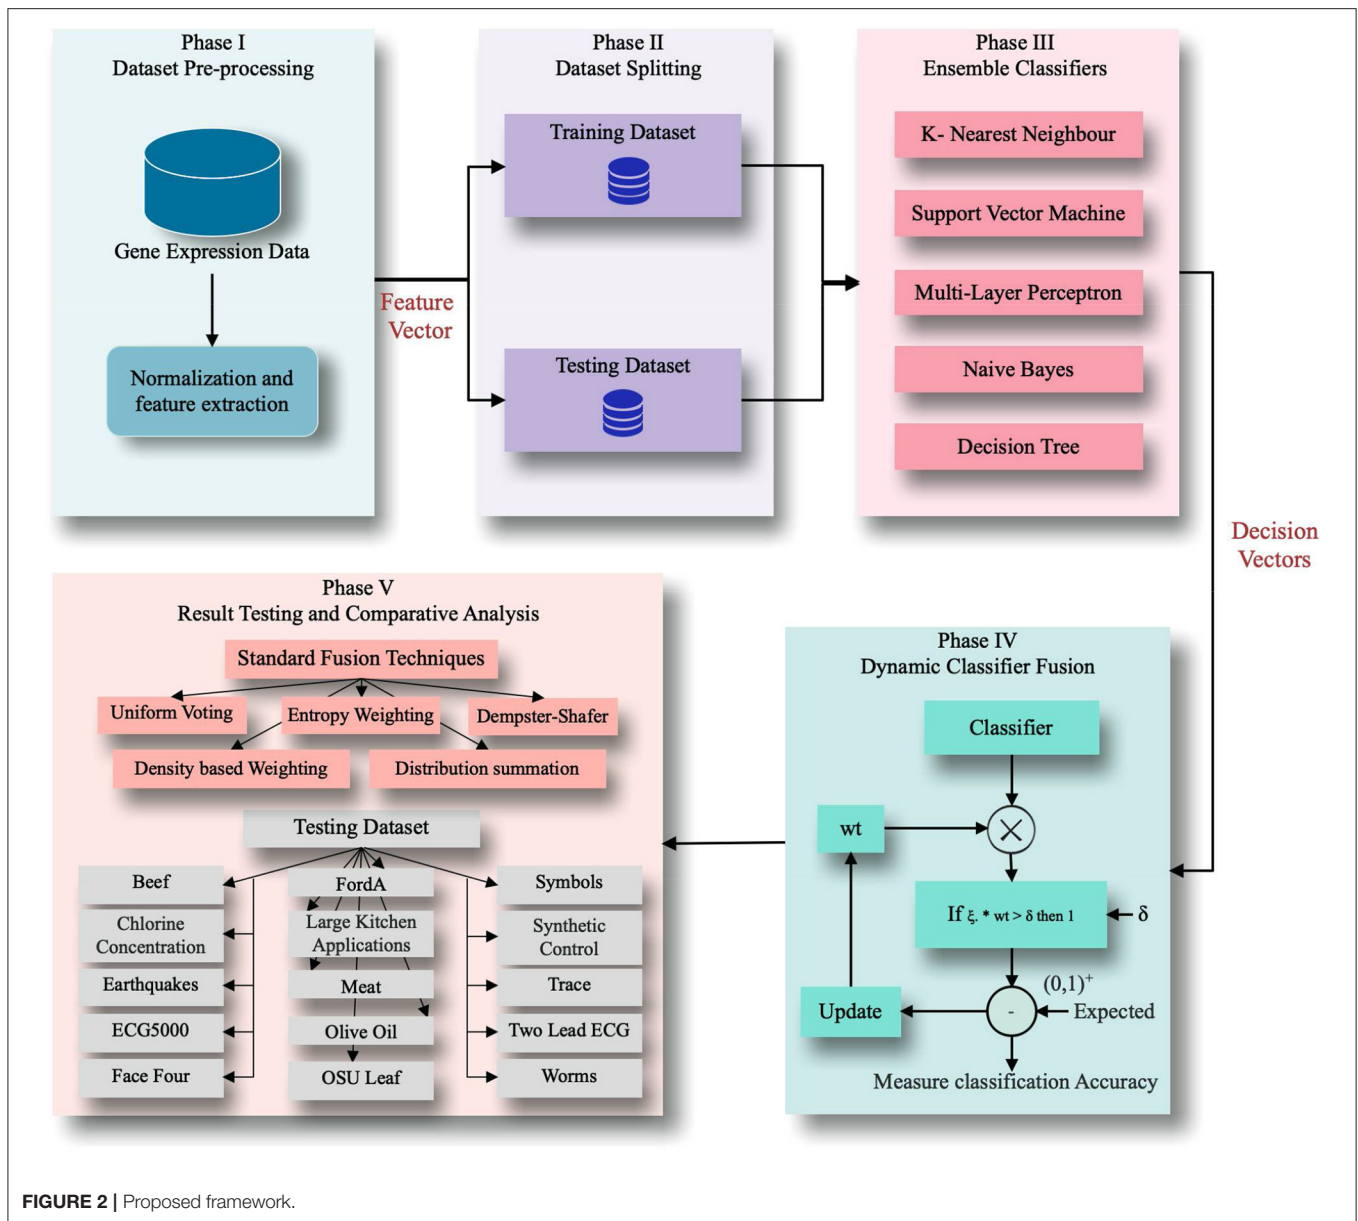 Phase I
Dataset Pre-processing
Gene Expression Data
Normalization and
feature extraction
Feature
Vector
Phase II
Dataset Splitting
Training Dataset
Testing Dataset
Phase III
Ensemble Classifiers
K- Nearest Neighbour
Support Vector Machine
Multi-Layer Perceptron
Naive Bayes
Decision Tree
Decision
Vectors
Phase IV
Dynamic Classifier Fusion
Classifier
wt
If ξ. * wt > δ then 1
δ
(0,1)⁺
Expected
-
Update
Measure classification Accuracy
Phase V
Result Testing and Comparative Analysis
Standard Fusion Techniques
Uniform Voting
Entropy Weighting
Dempster-Shafer
Density based Weighting
Distribution summation
Testing Dataset
Beef
Chlorine
Concentration
Earthquakes
ECG5000
Face Four
FordA
Large Kitchen
Applications
Meat
Olive Oil
OSU Leaf
Symbols
Synthetic
Control
Trace
Two Lead ECG
Worms
FIGURE 2 | Proposed framework.